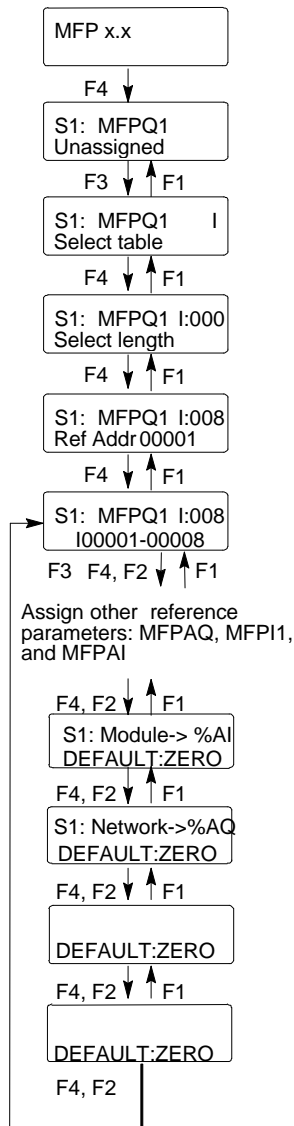 MFP x.x
F4
S1: MFPQ1
Unassigned
F3 F1
S1: MFPQ1 I
Select table
F4 F1
S1: MFPQ1 I:000
Select length
F4 F1
S1: MFPQ1 I:008
Ref Addr 00001
F4 F1
S1: MFPQ1 I:008
I00001-00008
F3 F4, F2 F1
Assign other reference
parameters: MFPAQ, MFPI1,
and MFPAI
F4, F2 F1
S1: Module-> %AI
DEFAULT:ZERO
F4, F2 F1
S1: Network->%AQ
DEFAULT:ZERO
F4, F2 F1
DEFAULT:ZERO
F4, F2 F1
DEFAULT:ZERO
F4, F2